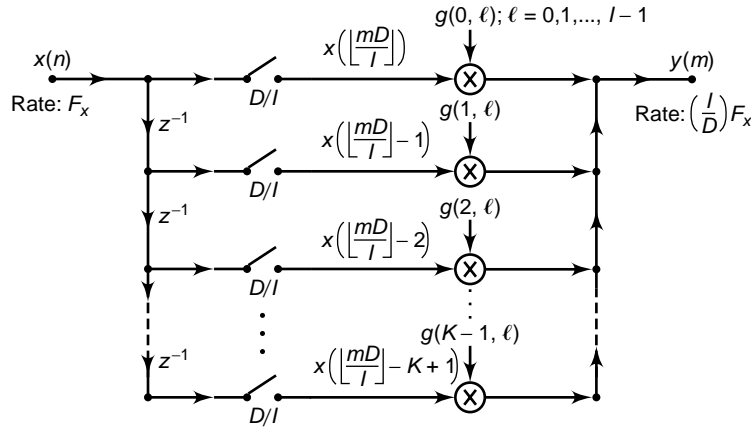 g(0, ℓ); ℓ = 0,1,..., I – 1
x(n)
x(⌊mD/I⌋)
y(m)
Rate: Fₓ
D/I
Rate: (I/D)Fₓ
z⁻¹
g(1, ℓ)
x(⌊mD/I⌋ – 1)
D/I
z⁻¹
g(2, ℓ)
x(⌊mD/I⌋ – 2)
D/I
g(K – 1, ℓ)
z⁻¹
x(⌊mD/I⌋ – K + 1)
D/I